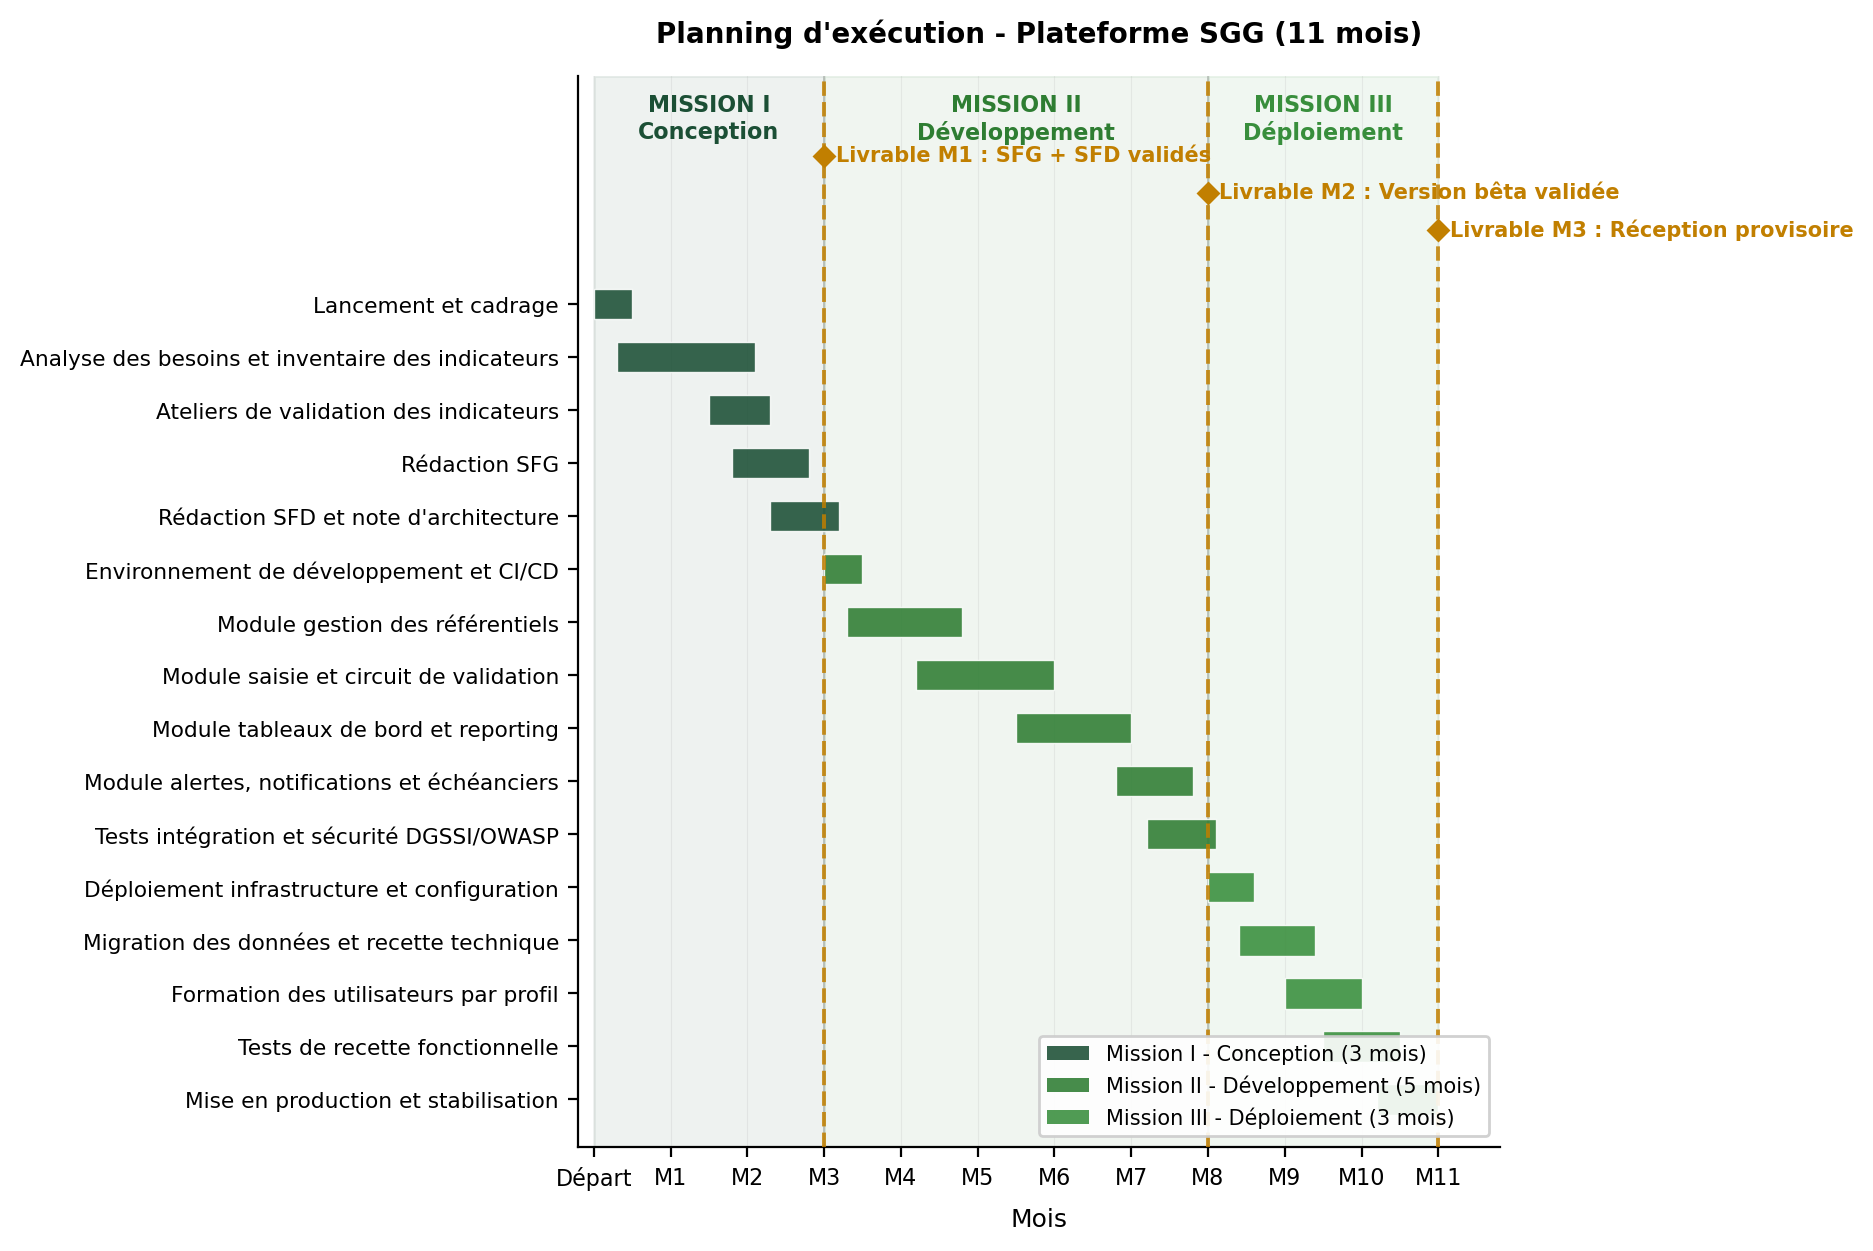 Planning d'exécution - Plateforme SGG (11 mois)
MISSION I
Conception
MISSION II
Développement
MISSION III
Déploiement
Livrable M1 : SFG + SFD validés
Livrable M2 : Version bêta validée
Livrable M3 : Réception provisoire
Lancement et cadrage
Analyse des besoins et inventaire des indicateurs
Ateliers de validation des indicateurs
Rédaction SFG
Rédaction SFD et note d'architecture
Environnement de développement et CI/CD
Module gestion des référentiels
Module saisie et circuit de validation
Module tableaux de bord et reporting
Module alertes, notifications et échéanciers
Tests intégration et sécurité DGSSI/OWASP
Déploiement infrastructure et configuration
Migration des données et recette technique
Formation des utilisateurs par profil
Tests de recette fonctionnelle
Mise en production et stabilisation
Mission I - Conception (3 mois)
Mission II - Développement (5 mois)
Mission III - Déploiement (3 mois)
Départ M1 M2 M3 M4 M5 M6 M7 M8 M9 M10 M11
Mois